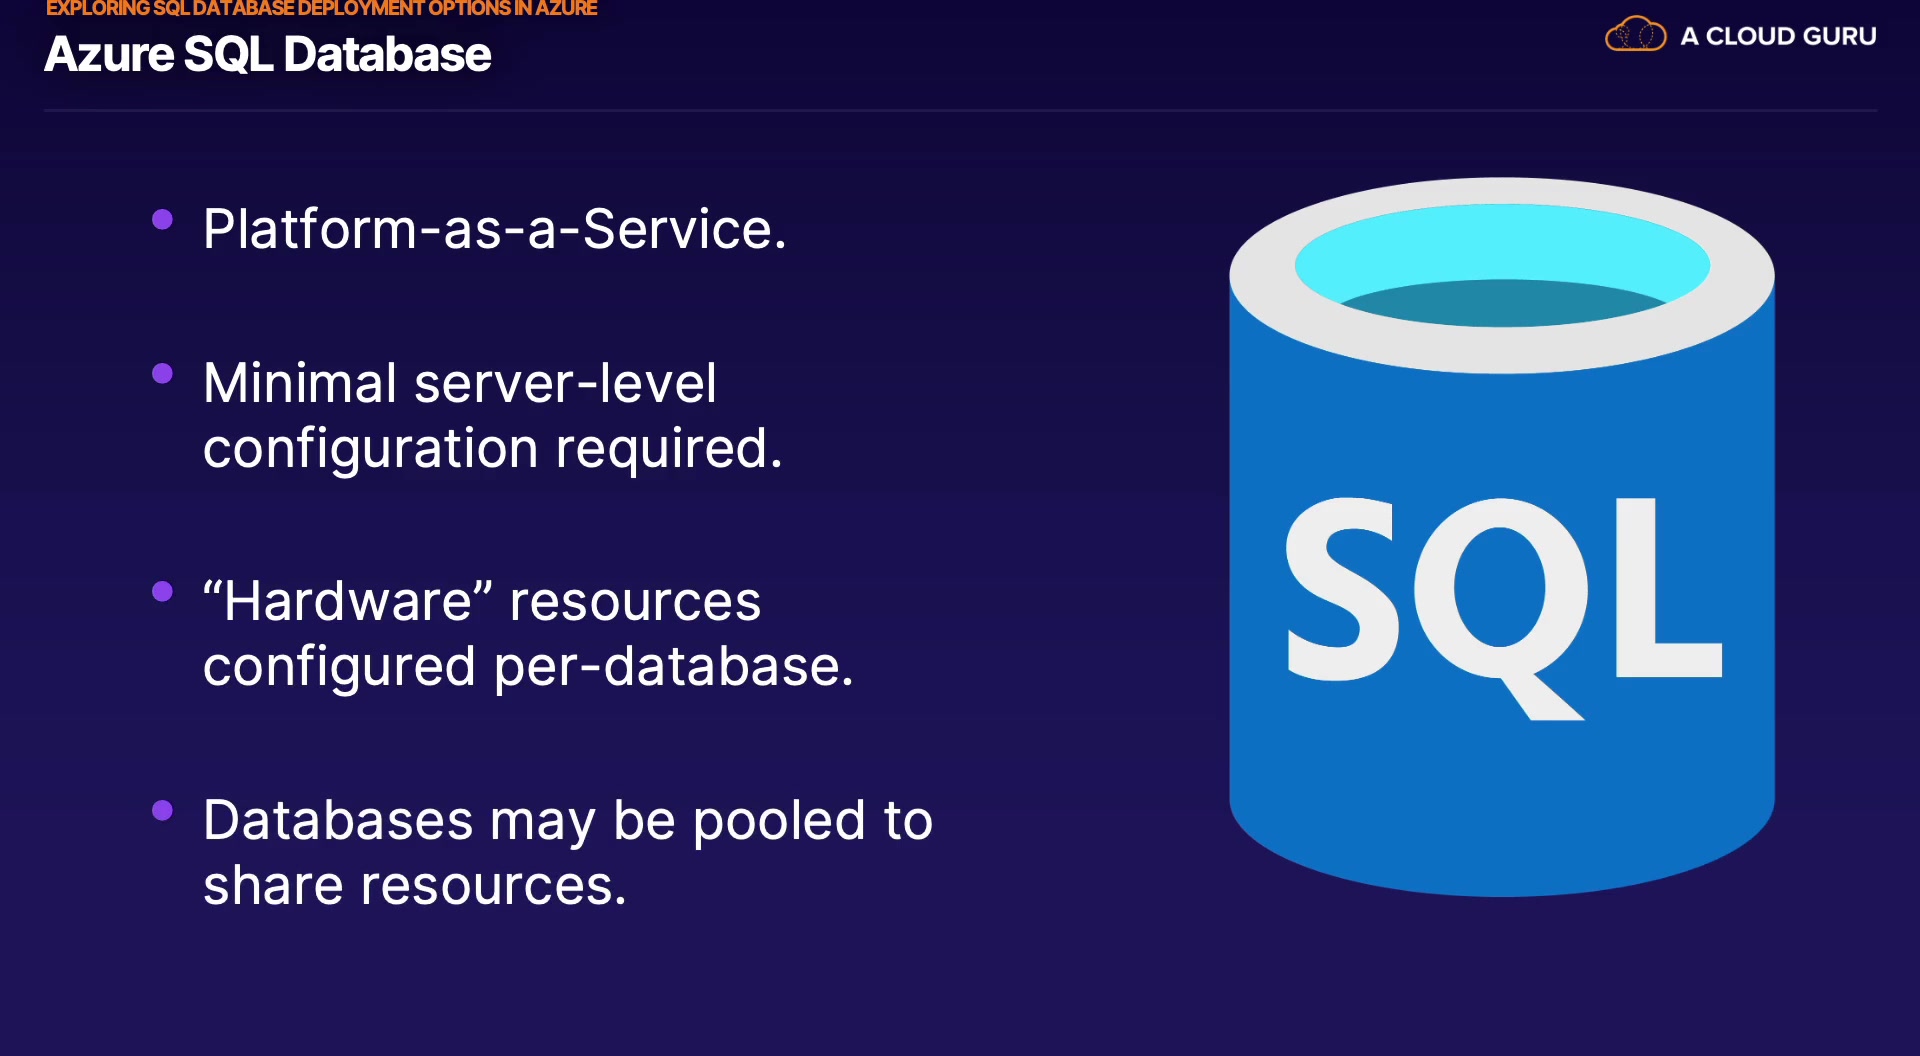 EXPLORING SQL DATABASE DEPLOYMENT OPTIONS IN AZURE
Azure SQL Database
A CLOUD GURU
• Platform-as-a-Service.
• Minimal server-level
configuration required.
• “Hardware” resources
configured per-database.
• Databases may be pooled to
share resources.
SQL